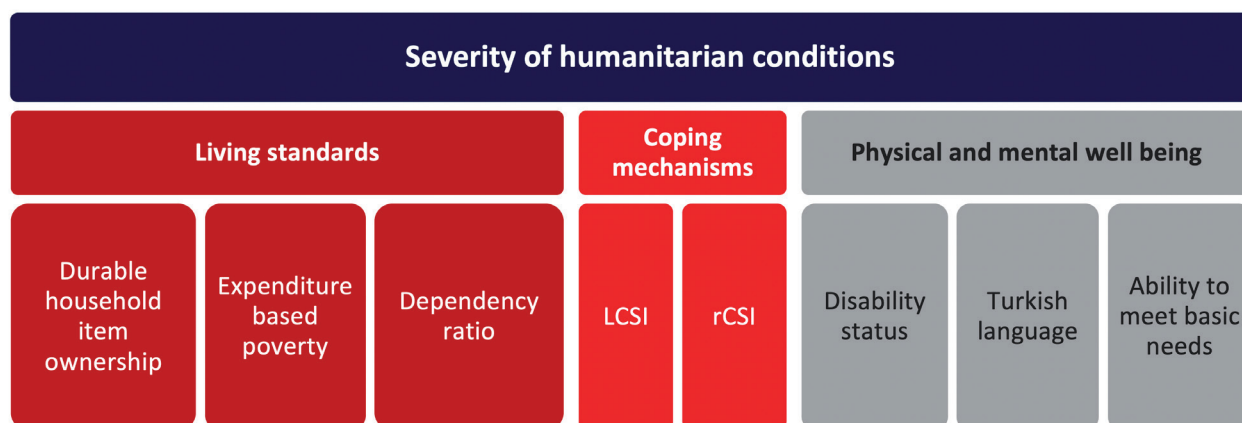 Severity of humanitarian conditions
Living standards
Coping
mechanisms
Physical and mental well being
Durable
household
item
ownership
Expenditure
based
poverty
Dependency
ratio
LCSI
rCSI
Disability
status
Turkish
language
Ability to
meet basic
needs